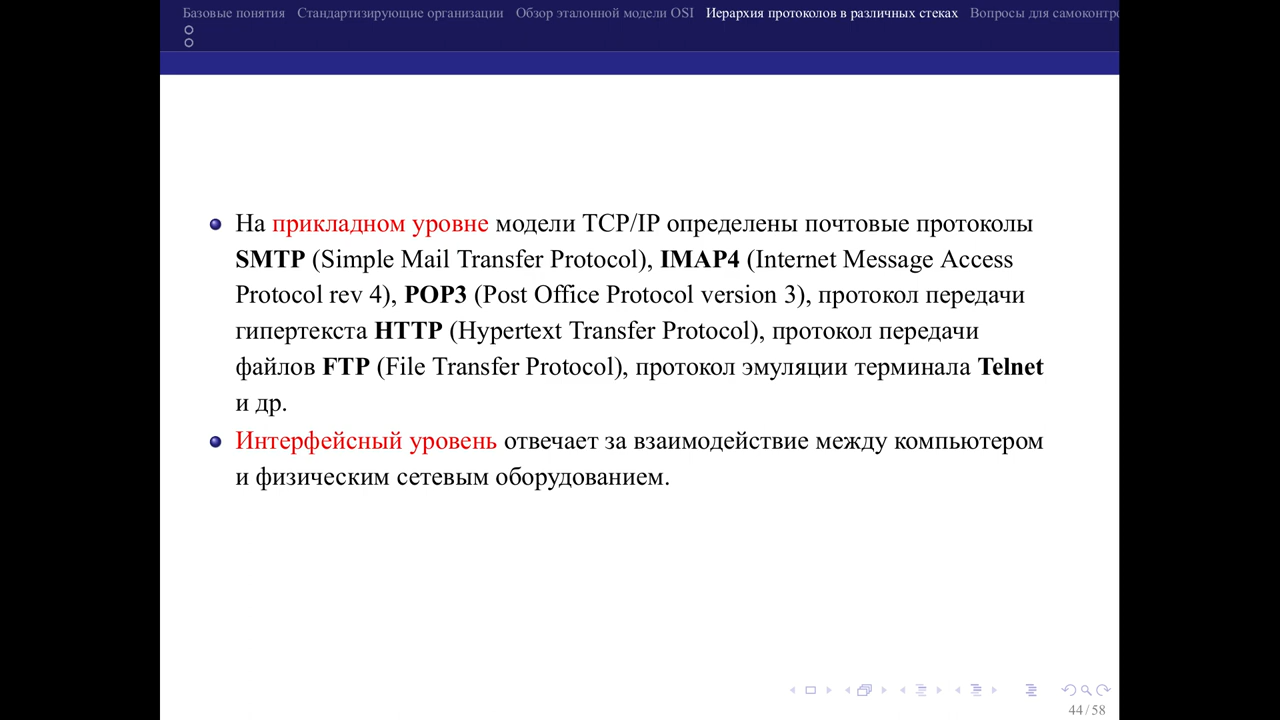 Базовые понятия Стандартизирующие организации Обзор эталонной модели OSI Иерархия протоколов в различных стеках Вопросы для самоконтро
На прикладном уровне модели TCP/IP определены почтовые протоколы
SMTP (Simple Mail Transfer Protocol), IMAP4 (Internet Message Access
Protocol rev 4), POP3 (Post Office Protocol version 3), протокол передачи
гипертекста HTTP (Hypertext Transfer Protocol), протокол передачи
файлов FTP (File Transfer Protocol), протокол эмуляции терминала Telnet
и др.
Интерфейсный уровень отвечает за взаимодействие между компьютером
и физическим сетевым оборудованием.
44 / 58